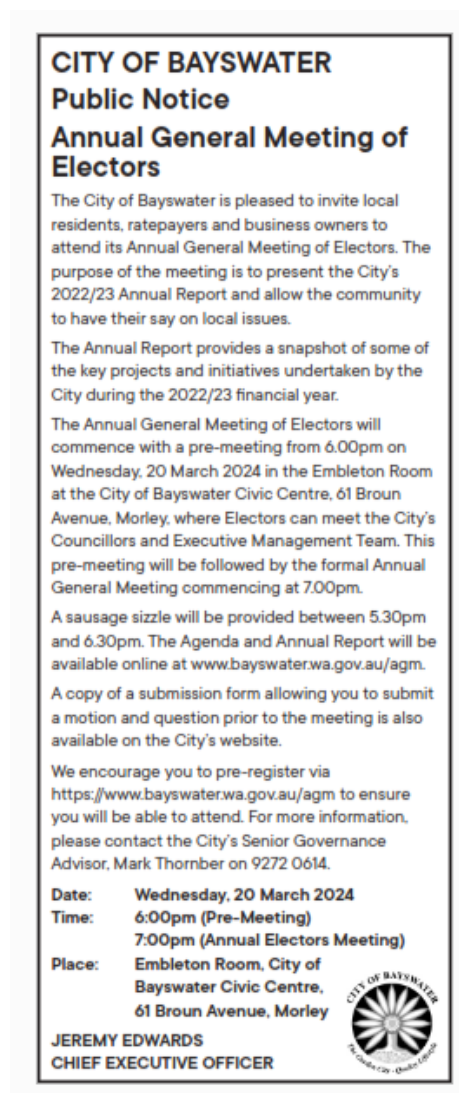 CITY OF BAYSWATER
Public Notice
Annual General Meeting of
Electors
The City of Bayswater is pleased to invite local
residents, ratepayers and business owners to
attend its Annual General Meeting of Electors. The
purpose of the meeting is to present the City's
2022/23 Annual Report and allow the community
to have their say on local issues.
The Annual Report provides a snapshot of some of
the key projects and initiatives undertaken by the
City during the 2022/23 financial year.
The Annual General Meeting of Electors will
commence with a pre-meeting from 6.00pm on
Wednesday, 20 March 2024 in the Embleton Room
at the City of Bayswater Civic Centre, 61 Broun
Avenue, Morley, where Electors can meet the City's
Councillors and Executive Management Team. This
pre-meeting will be followed by the formal Annual
General Meeting commencing at 7.00pm.
A sausage sizzle will be provided between 5.30pm
and 6.30pm. The Agenda and Annual Report will be
available online at www.bayswater.wa.gov.au/agm.
A copy of a submission form allowing you to submit
a motion and question prior to the meeting is also
available on the City's website.
We encourage you to pre-register via
https://www.bayswater.wa.gov.au/agm to ensure
you will be able to attend. For more information,
please contact the City's Senior Governance
Advisor, Mark Thornber on 9272 0614.
Date: Wednesday, 20 March 2024
Time: 6:00pm (Pre-Meeting)
7:00pm (Annual Electors Meeting)
Place: Embleton Room, City of
Bayswater Civic Centre,
61 Broun Avenue, Morley
JEREMY EDWARDS
CHIEF EXECUTIVE OFFICER
CITY OF BAYSWATER
The Garden City - Quality Lifestyle